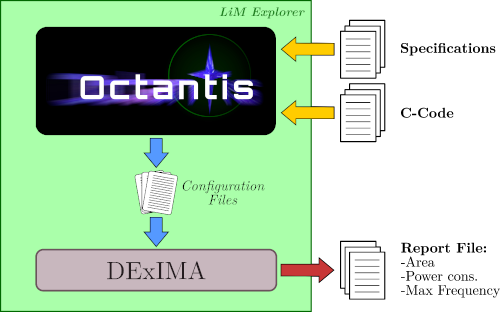 LiM Explorer
Octantis
Specifications
C-Code
Configuration
Files
DExIMA
Report File:
-Area
-Power cons.
-Max Frequency